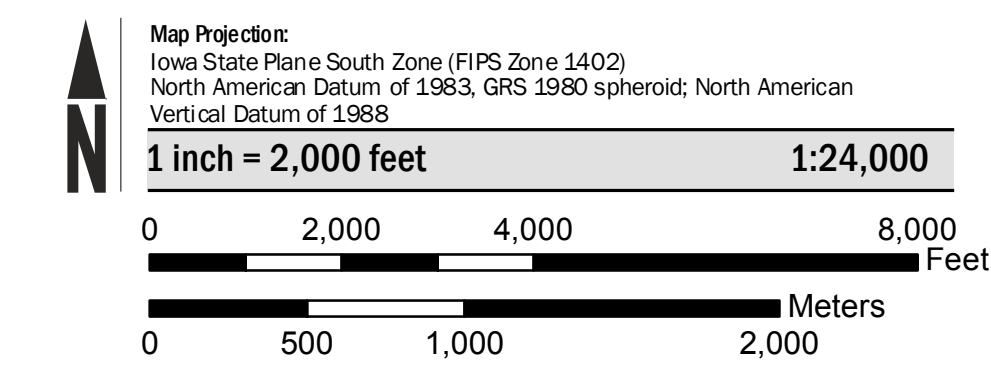 Map Projection:
Iowa State Plane South Zone (FIPS Zone 1402)
North American Datum of 1983, GRS 1980 spheroid; North American
Vertical Datum of 1988
N
1 inch = 2,000 feet 1:24,000
0 2,000 4,000 8,000
Feet
Meters
0 500 1,000 2,000